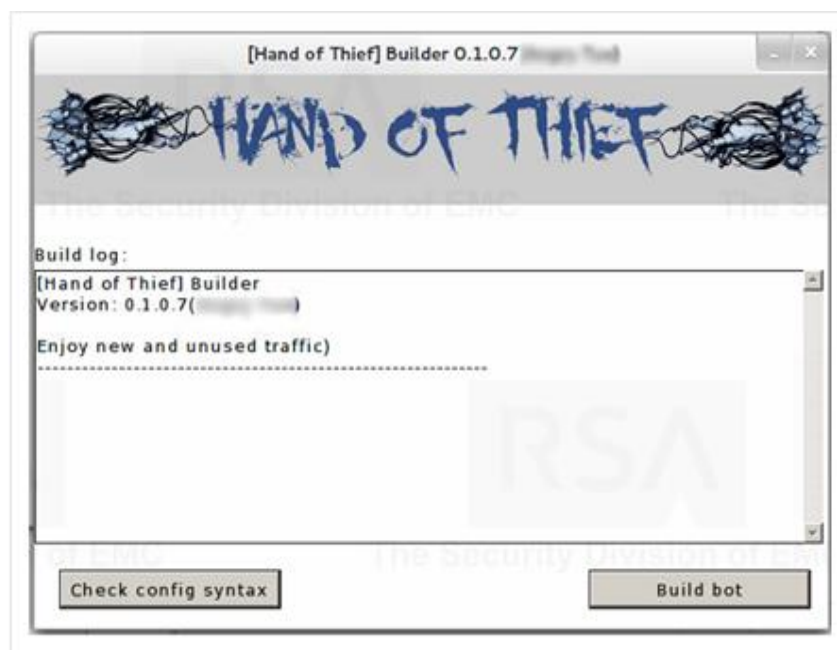 [Hand of Thief] Builder 0.1.0.7
HAND OF THIEF
The Security Division of EMC
The Se
Build log:
[Hand of Thief] Builder
Version: 0.1.0.7( )
Enjoy new and unused traffic)
------------------------------------------------------------
RSA
of EMC
The Security Division of EM
Check config syntax
Build bot